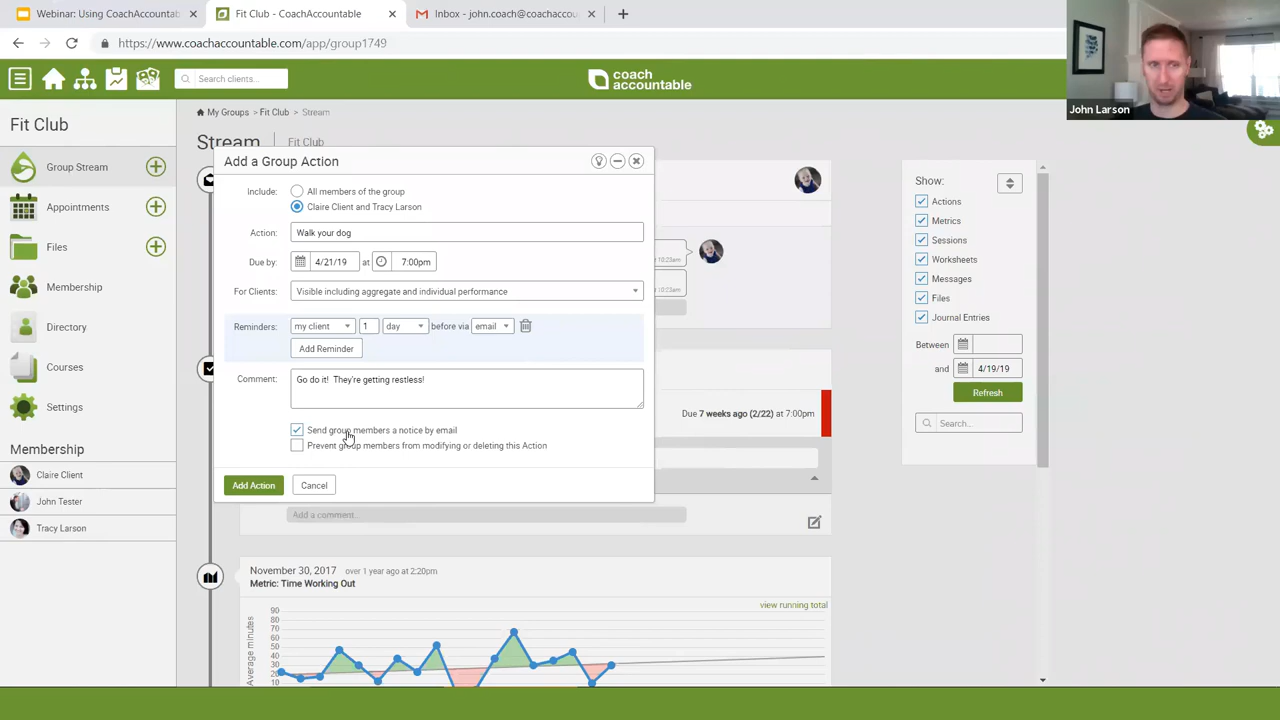 Webinar: Using CoachAccountab
Fit Club - CoachAccountable
Inbox - john.coach@coachaccou
https://www.coachaccountable.com/app/group1749
John Larson
Search clients...
coach
accountable
Fit Club
Group Stream
Appointments
Files
Membership
Directory
Courses
Settings
Membership
Claire Client
John Tester
Tracy Larson
My Groups > Fit Club > Stream
Stream
Fit Club
Add a Group Action
Include:
All members of the group
Claire Client and Tracy Larson
Action:
Walk your dog
Due by:
4/21/19
at
7:00pm
For Clients:
Visible including aggregate and individual performance
Reminders:
my client
1
day
before via
email
Add Reminder
Comment:
Go do it! They're getting restless!
Send group members a notice by email
Prevent group members from modifying or deleting this Action
Add Action
Cancel
10:23am
Due 7 weeks ago (2/22) at 7:00pm
Add a comment...
November 30, 2017 over 1 year ago at 2:20pm
Metric: Time Working Out
view running total
Average minutes
90
80
70
60
50
40
30
20
10
Show:
Actions
Metrics
Sessions
Worksheets
Messages
Files
Journal Entries
Between
and
4/19/19
Refresh
Search...